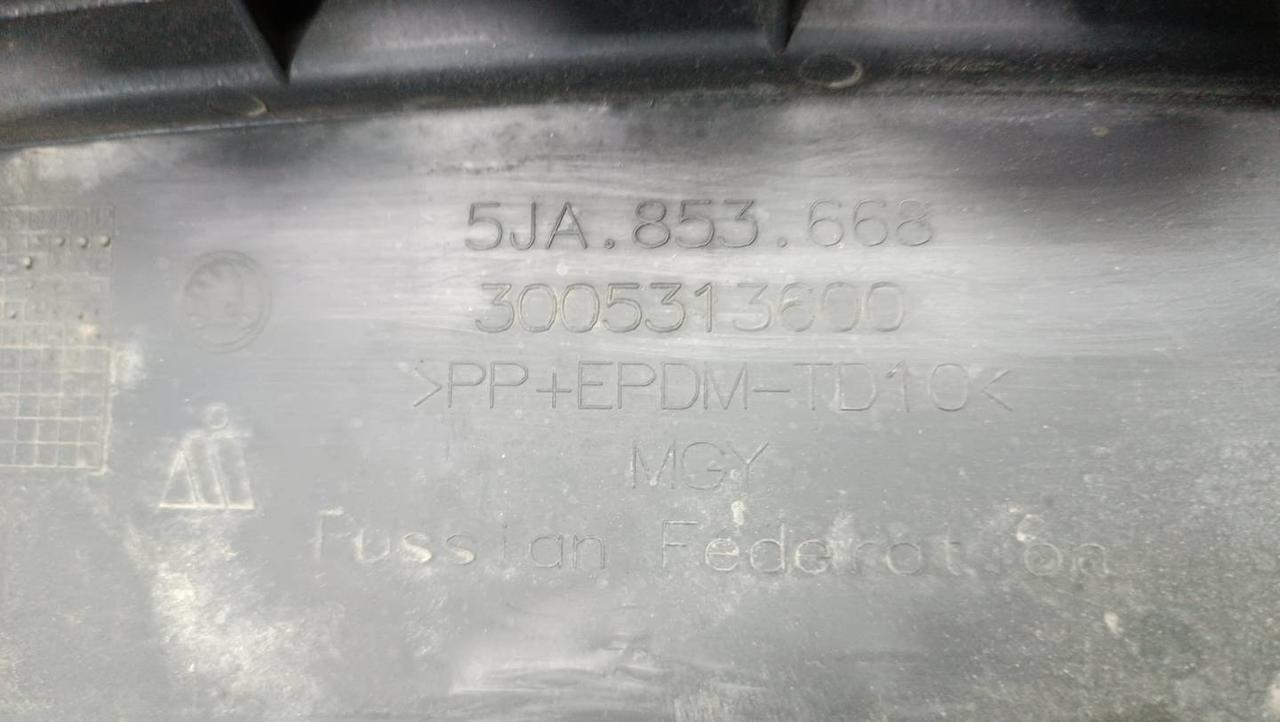 5JA.853.668
3005313600
>PP+EPDM-TD10<
MGY
Russian Federation